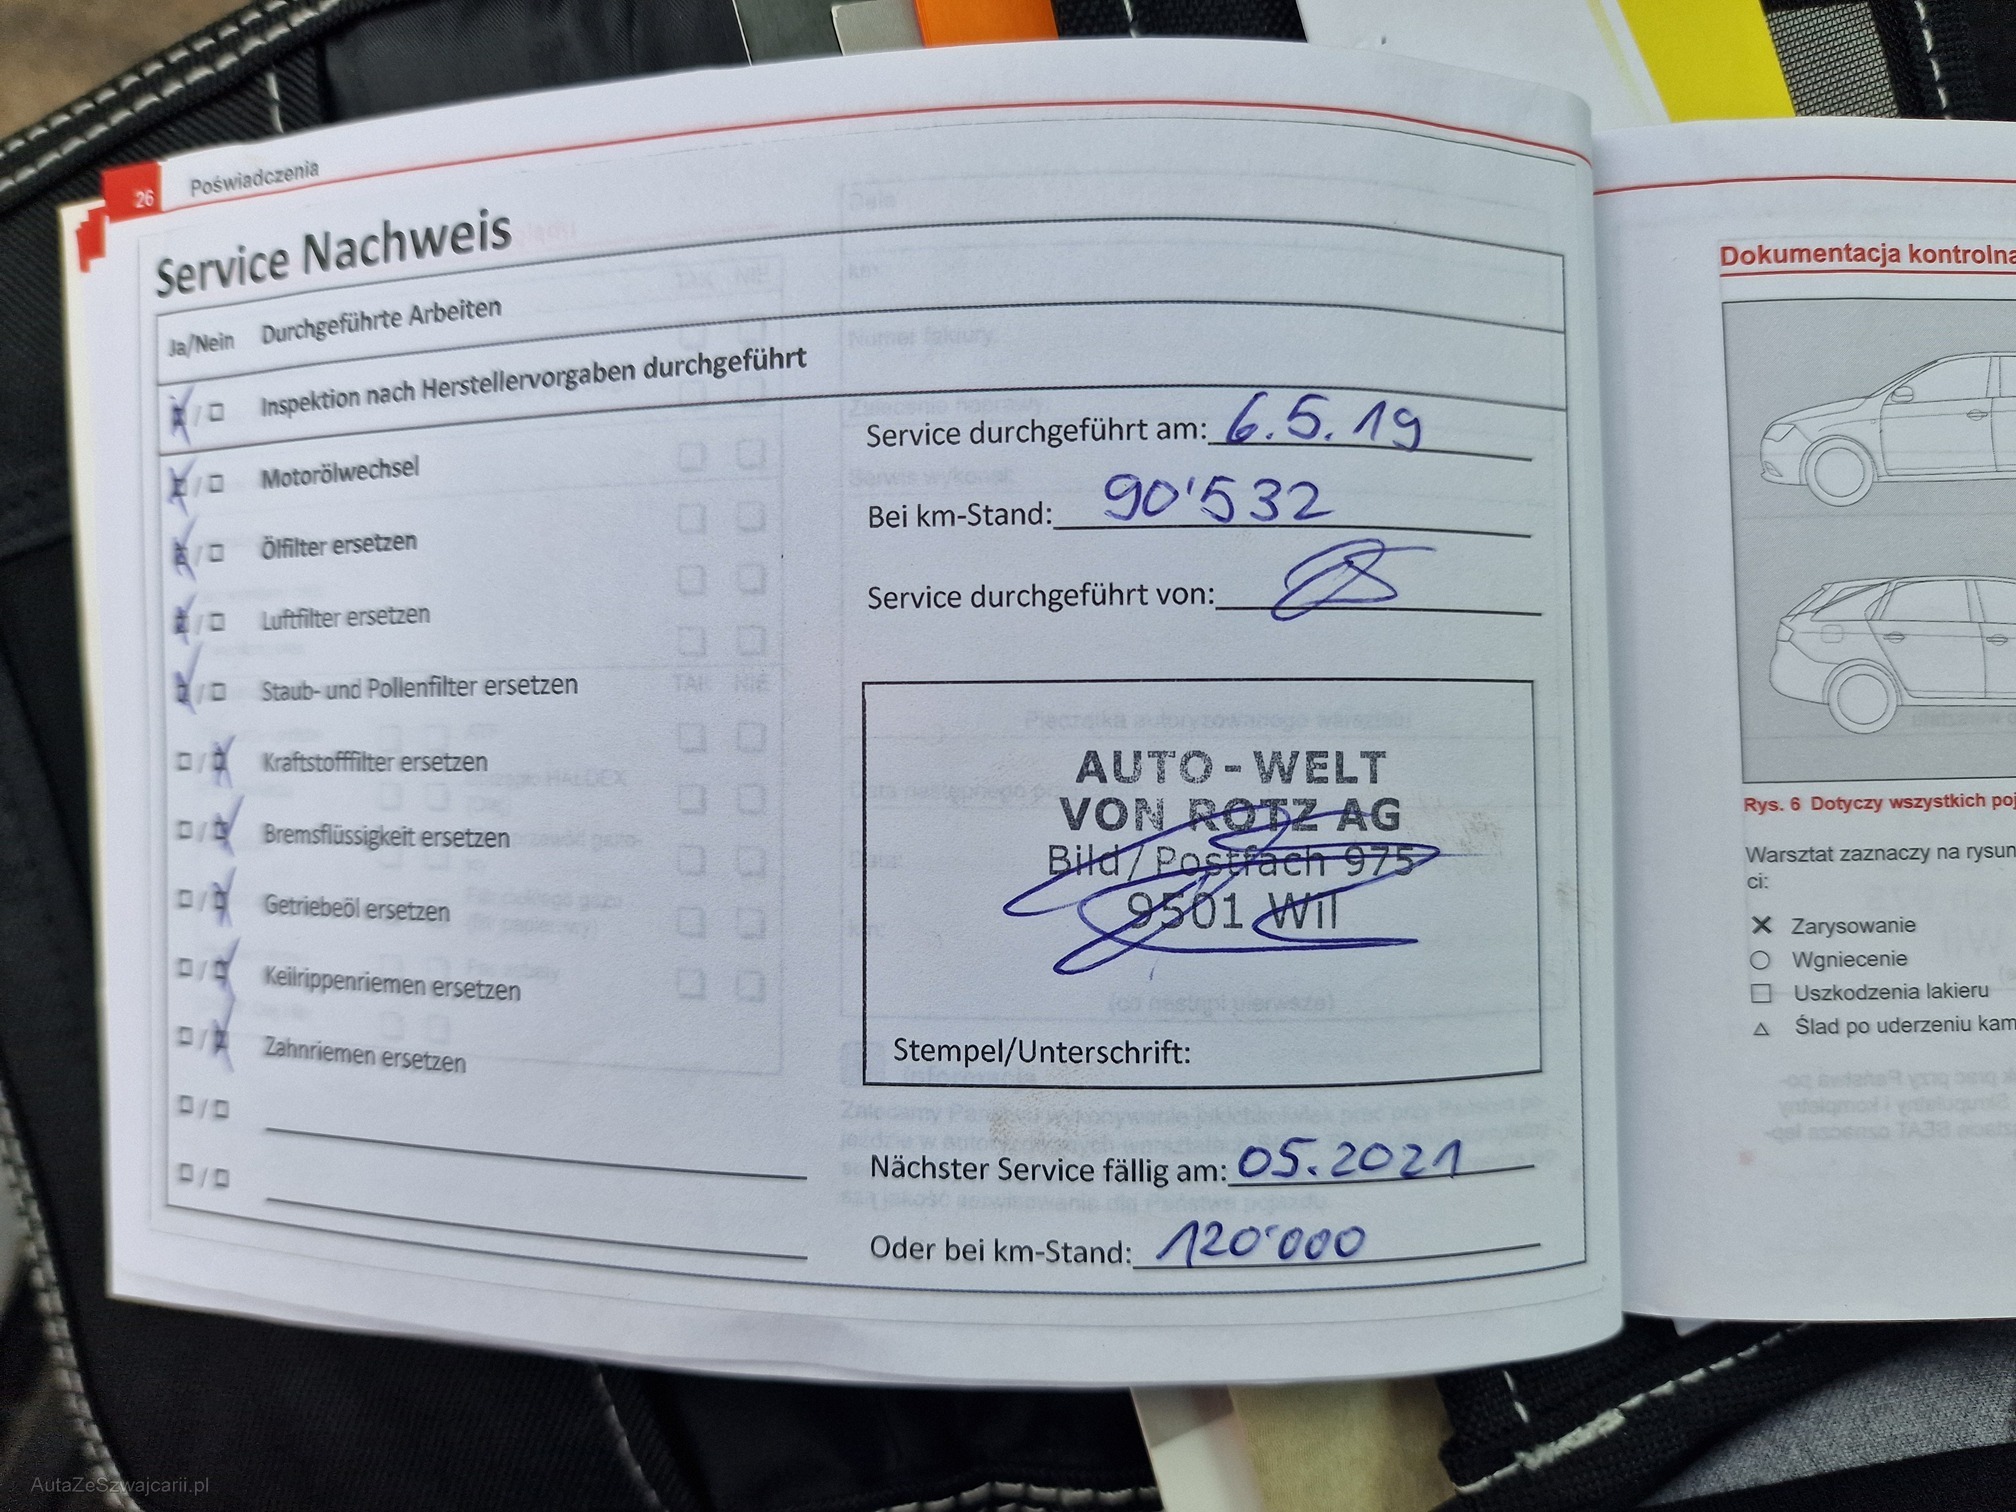 26 Poświadczenia
Service Nachweis
Ja/Nein Durchgeführte Arbeiten
Inspektion nach Herstellervorgaben durchgeführt
Motorölwechsel
Ölfilter ersetzen
Luftfilter ersetzen
Staub- und Pollenfilter ersetzen
Kraftstofffilter ersetzen
Bremsflüssigkeit ersetzen
Getriebeöl ersetzen
Keilrippenriemen ersetzen
Zahnriemen ersetzen
Service durchgeführt am: 6.5.19
Bei km-Stand: 90'532
Service durchgeführt von:
AUTO-WELT
VON ROTZ AG
Bild / Postfach 975
9501 Wil
Stempel/Unterschrift:
Nächster Service fällig am: 05.2021
Oder bei km-Stand: 120'000
Dokumentacja kontrolna
Rys. 6 Dotyczy wszystkich
Warsztat zaznaczy na
ci:
Zarysowanie
Wgniecenie
Uszkodzenia lakieru
Ślad po uderzeniu
AutaZeSzwajcarii.pl